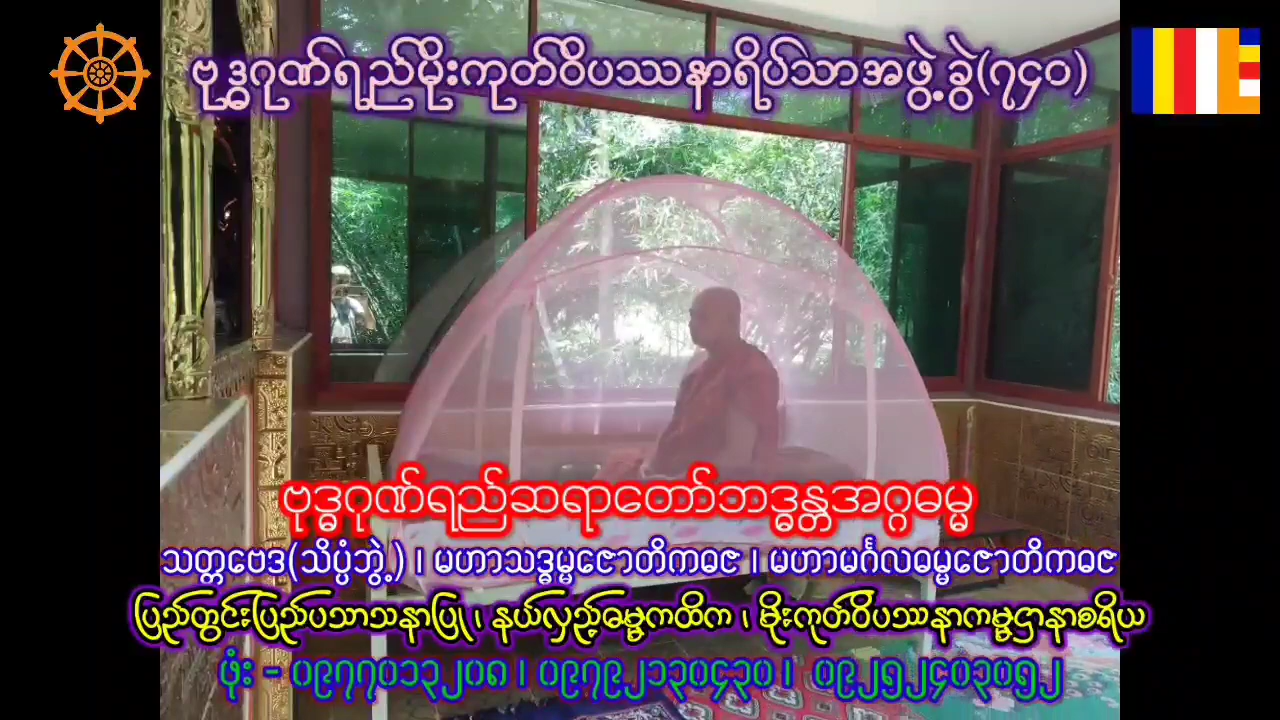 ဗုဒ္ဓဂုဏ်ရည်မိုးကုတ်ဝိပဿနာရိပ်သာအဖွဲ့ခွဲ(၇၄၀)
ဗုဒ္ဓဂုဏ်ရည်ဆရာတော်ဘဒ္ဒန္တအဂ္ဂဓမ္မ
သတ္တဗေဒ(သိပ္ပံဘွဲ့) ၊ မဟာသဒ္ဓမ္မဇောတိကဓဇ ၊ မဟာမင်္ဂလဓမ္မဇောတိကဓဇ
ပြည်တွင်းပြည်ပသာသနာပြု ၊ နယ်လှည့်ဓမ္မကထိက ၊ မိုးကုတ်ဝိပဿနာကမ္မဋ္ဌာနာစရိယ
ဖုံး - ၀၉၇၇၀၁၃၂၀၈ ၊ ၀၉၇၉၂၁၃၀၄၃၀ ၊ ၀၉၂၅၂၄၀၃၀၅၂